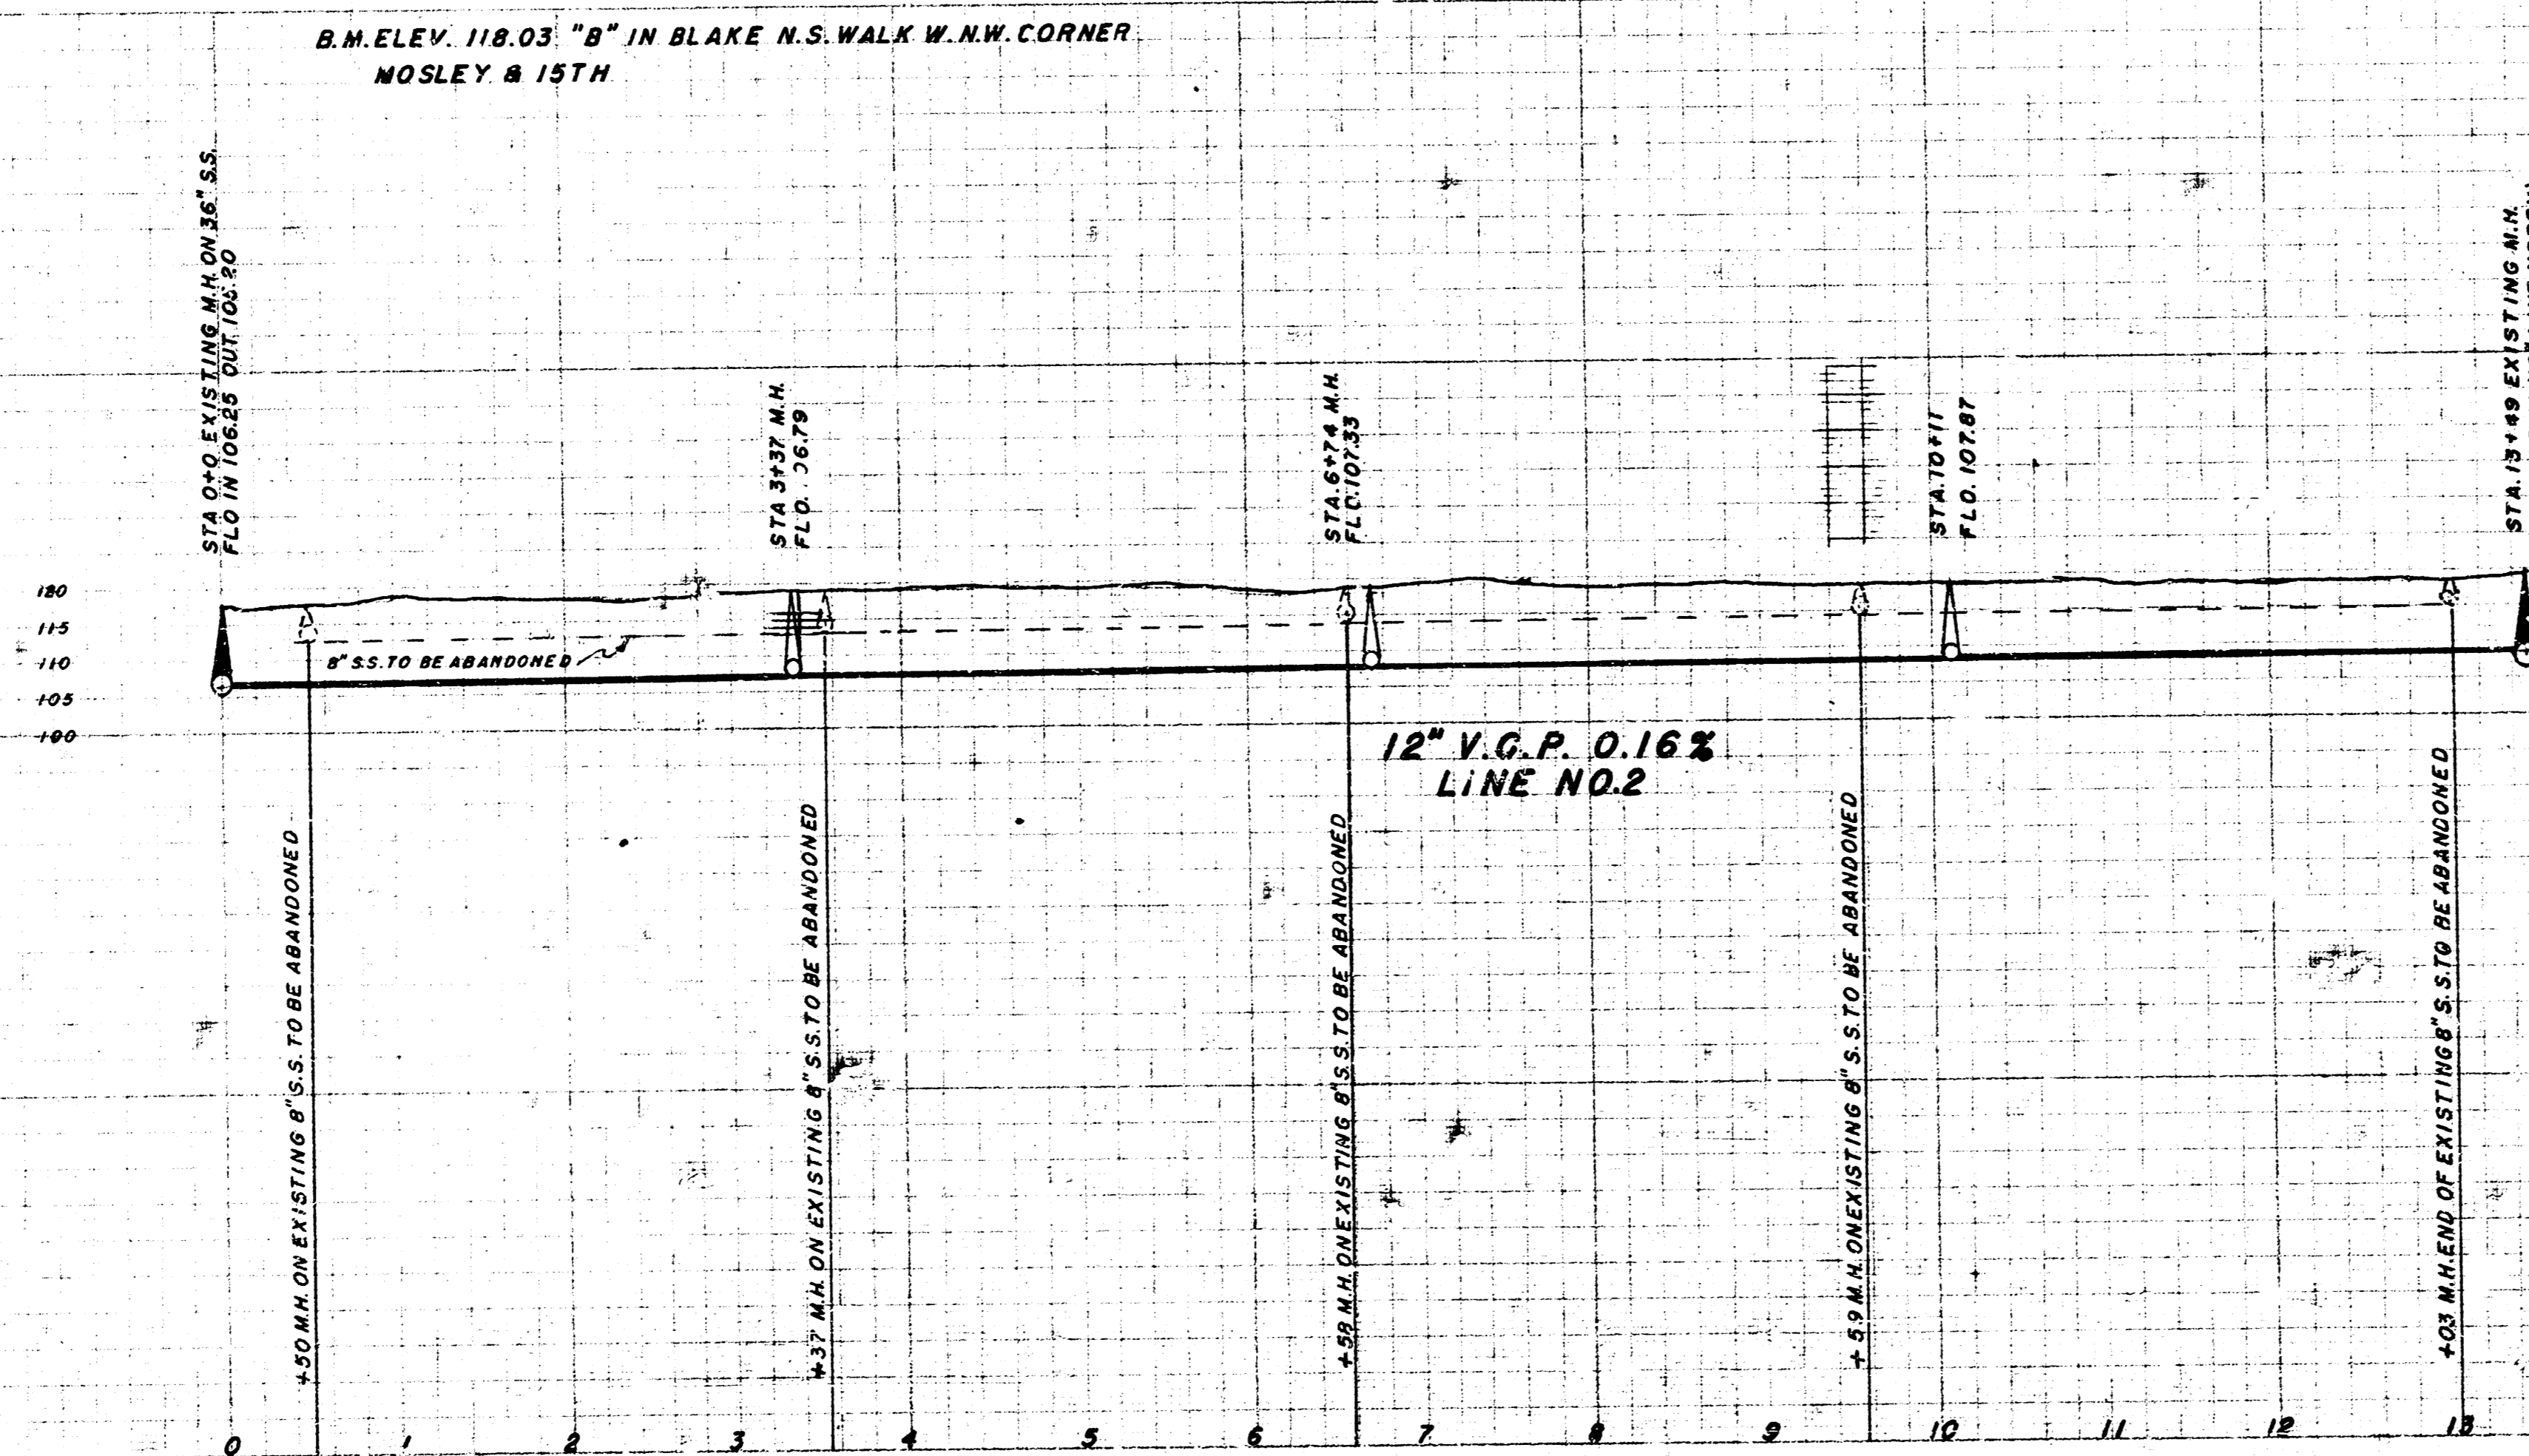 B.M. ELEV. 118.03 "B" IN BLAKE N.S. WALK W. N.W. CORNER
MOSLEY & 15TH
STA 0+0 EXISTING M.H. ON 36" S.S.
FLO IN 106.25 OUT 105.20
STA 3+37 M.H.
FLO. 06.79
STA. 6+74 M.H.
FLO. 107.33
STA. 10+11
FLO. 107.87
STA. 13+49 EXISTING M.H.
120
115
110
105
100
8" S.S. TO BE ABANDONED
12" V.C.P. 0.16%
LINE NO. 2
+50 M.H. ON EXISTING 8" S.S. TO BE ABANDONED
+37 M.H. ON EXISTING 8" S.S. TO BE ABANDONED
+58 M.H. ON EXISTING 8" S.S. TO BE ABANDONED
+59 M.H. ON EXISTING 8" S.S. TO BE ABANDONED
+03 M.H. END OF EXISTING 8" S.S. TO BE ABANDONED
0 1 2 3 4 5 6 7 8 9 10 11 12 13